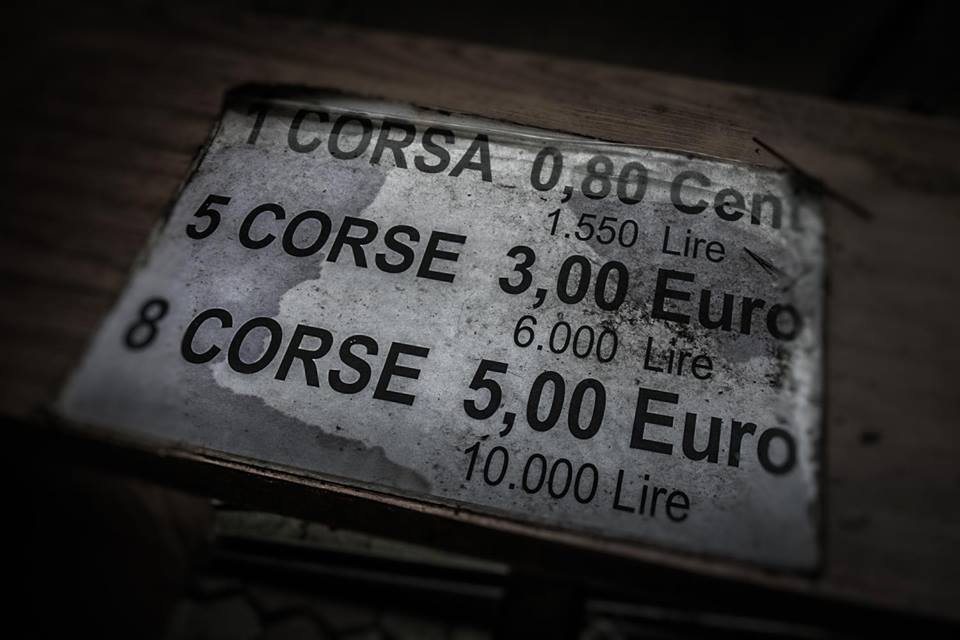 1 CORSA 0,80 Cent
1.550 Lire
5 CORSE 3,00 Euro
6.000 Lire
8 CORSE 5,00 Euro
10.000 Lire